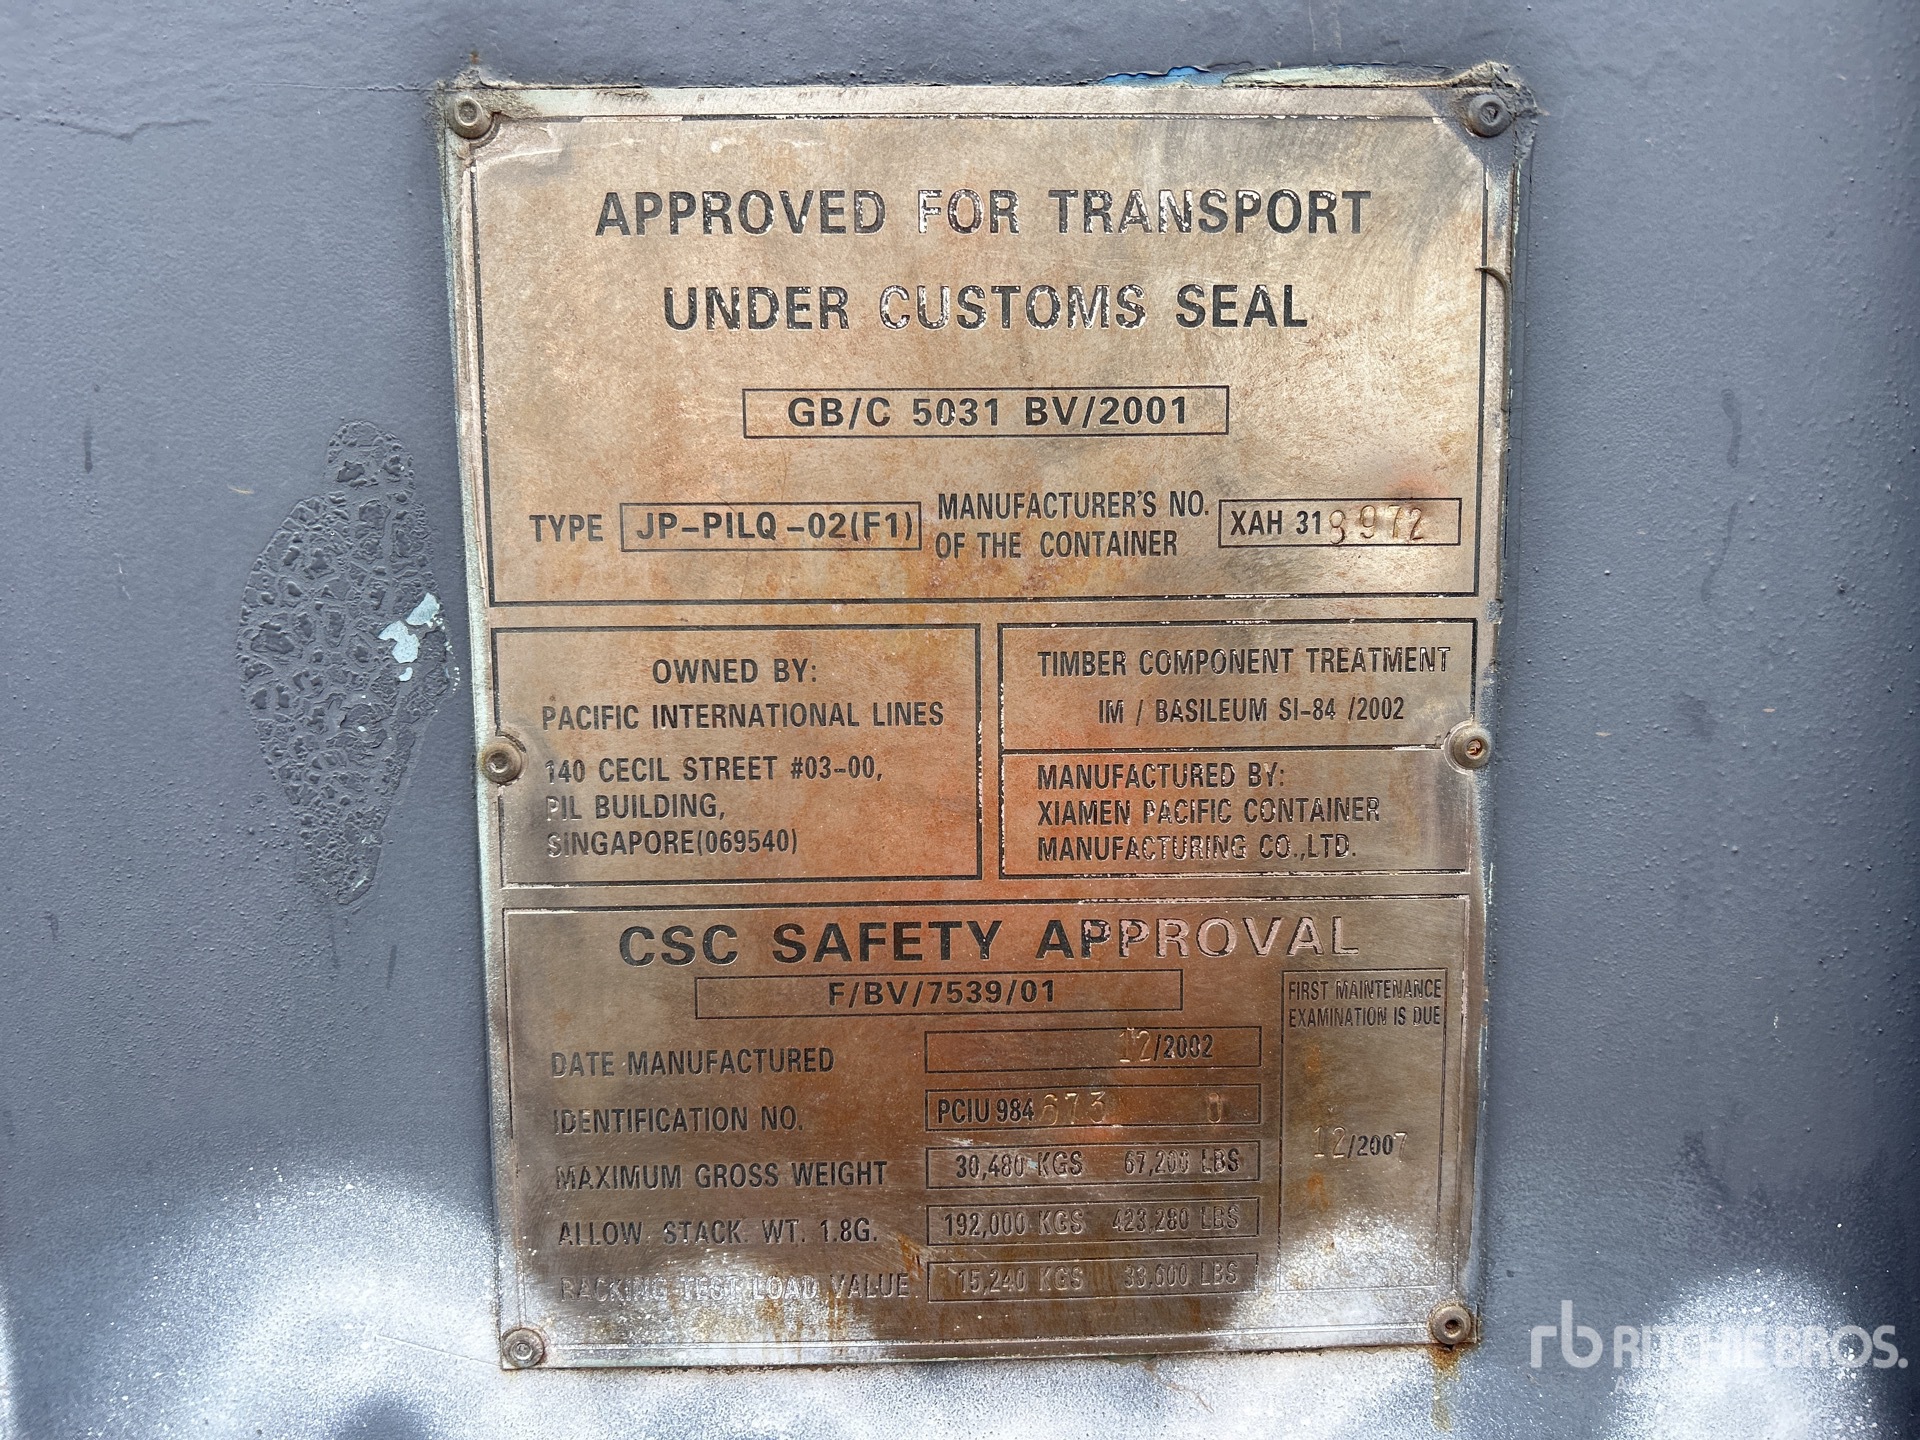 APPROVED FOR TRANSPORT
UNDER CUSTOMS SEAL
GB/C 5031 BV/2001
TYPE JP-PILQ-02(F1) MANUFACTURER'S NO. OF THE CONTAINER XAH 318972
OWNED BY:
PACIFIC INTERNATIONAL LINES
140 CECIL STREET #03-00,
PIL BUILDING,
SINGAPORE(069540)
TIMBER COMPONENT TREATMENT
IM / BASILEUM SI-84 /2002
MANUFACTURED BY:
XIAMEN PACIFIC CONTAINER
MANUFACTURING CO.,LTD.
CSC SAFETY APPROVAL
F/BV/7539/01
DATE MANUFACTURED 12/2002
IDENTIFICATION NO. PCIU 984673 0
MAXIMUM GROSS WEIGHT 30,480 KGS 67,200 LBS
ALLOW. STACK. WT. 1.8G. 192,000 KGS 423,280 LBS
RACKING TEST LOAD VALUE 15,240 KGS 33,600 LBS
FIRST MAINTENANCE
EXAMINATION IS DUE
12/2007
rb RITCHIE BROS.